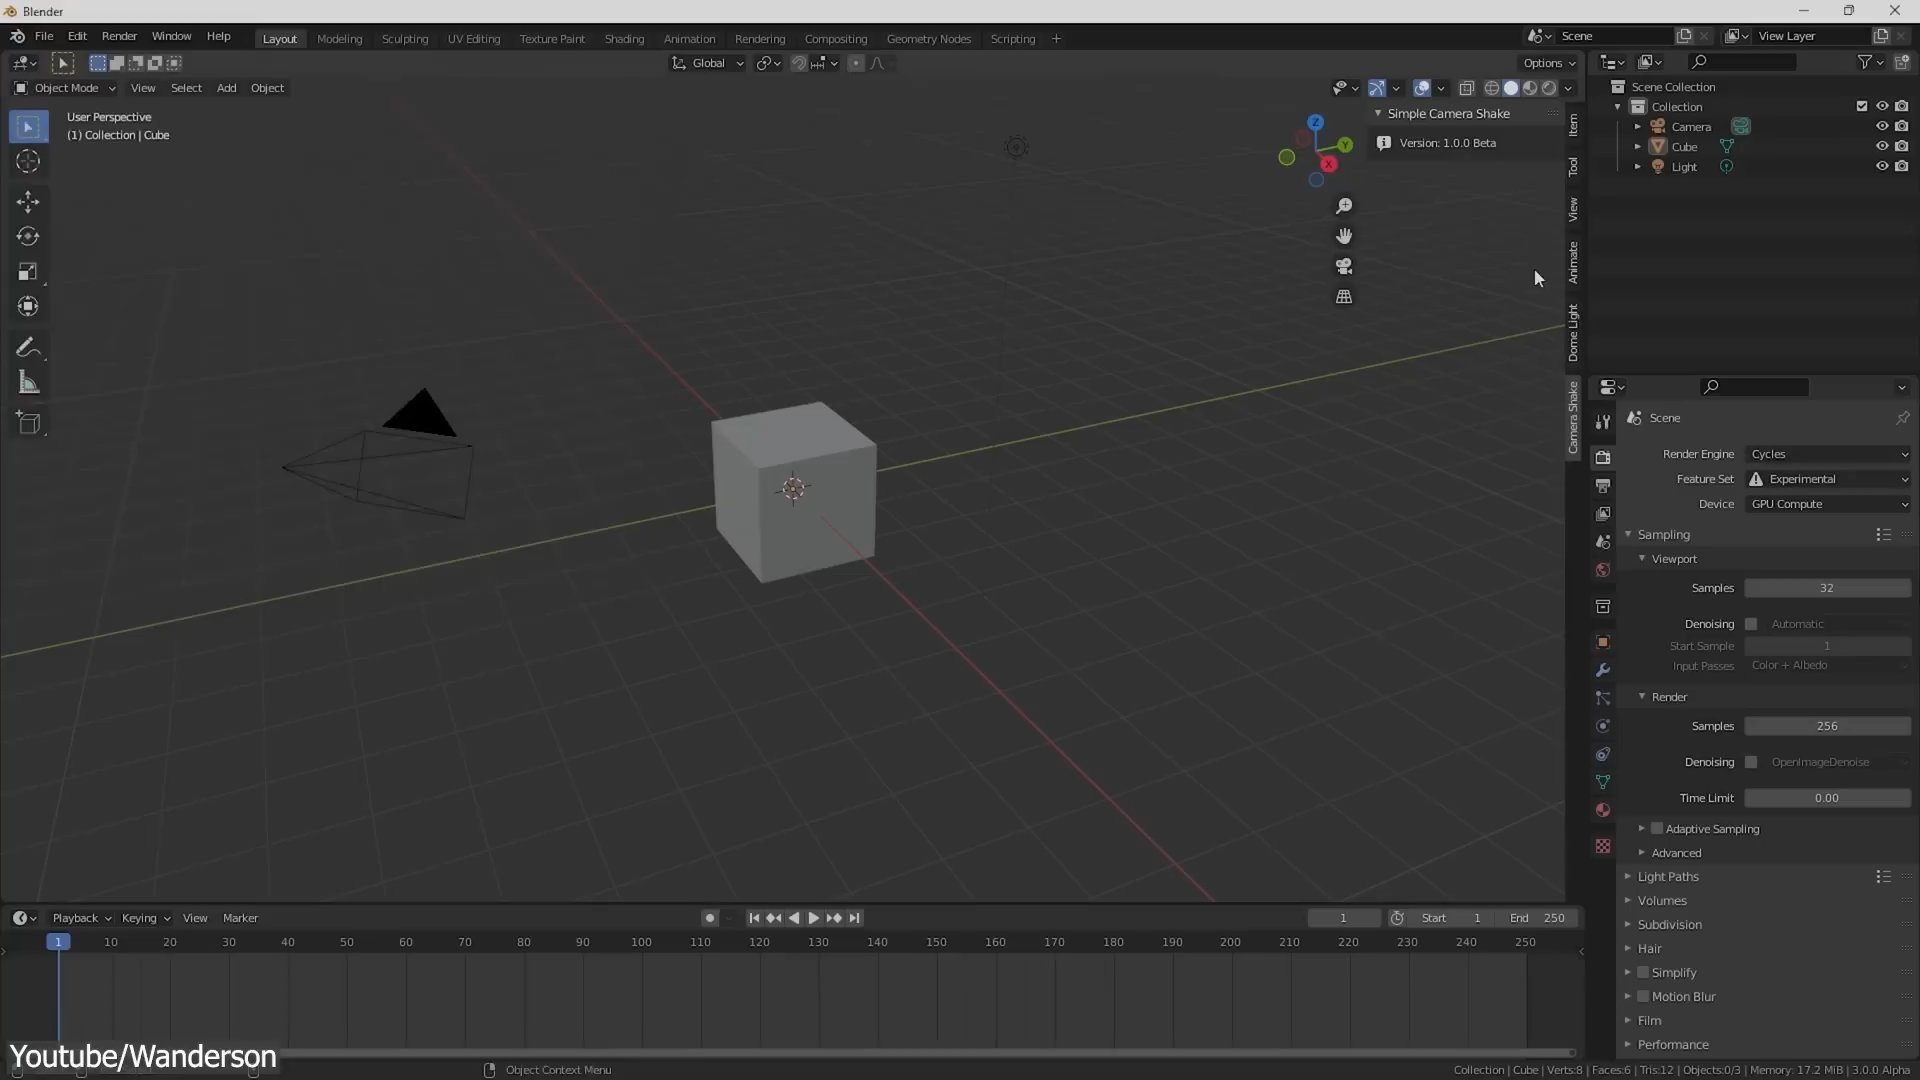 Blender
File Edit Render Window Help Layout Modeling Sculpting UV Editing Texture Paint Shading Animation Rendering Compositing Geometry Nodes Scripting + Scene View Layer
Global Options
Object Mode View Select Add Object
User Perspective
(1) Collection | Cube
Z
Y
X
Simple Camera Shake
Version: 1.0.0 Beta
Item
Tool
View
Animate
Dome Light
Camera Shake
Scene Collection
Collection
Camera
Cube
Light
Scene
Render Engine Cycles
Feature Set Experimental
Device GPU Compute
Sampling
Viewport
Samples 32
Denoising Automatic
Start Sample 1
Input Passes Color + Albedo
Render
Samples 256
Denoising OpenImageDenoise
Time Limit 0.00
Adaptive Sampling
Advanced
Light Paths
Volumes
Subdivision
Hair
Simplify
Motion Blur
Film
Performance
Playback Keying View Marker 1 Start 1 End 250
1 10 20 30 40 50 60 70 80 90 100 110 120 130 140 150 160 170 180 190 200 210 220 230 240 250
Youtube/Wanderson
Object Context Menu
Collection | Cube | Verts:8 | Faces:6 | Tris:12 | Objects:0/3 | Memory: 17.2 MiB | 3.0.0 Alpha